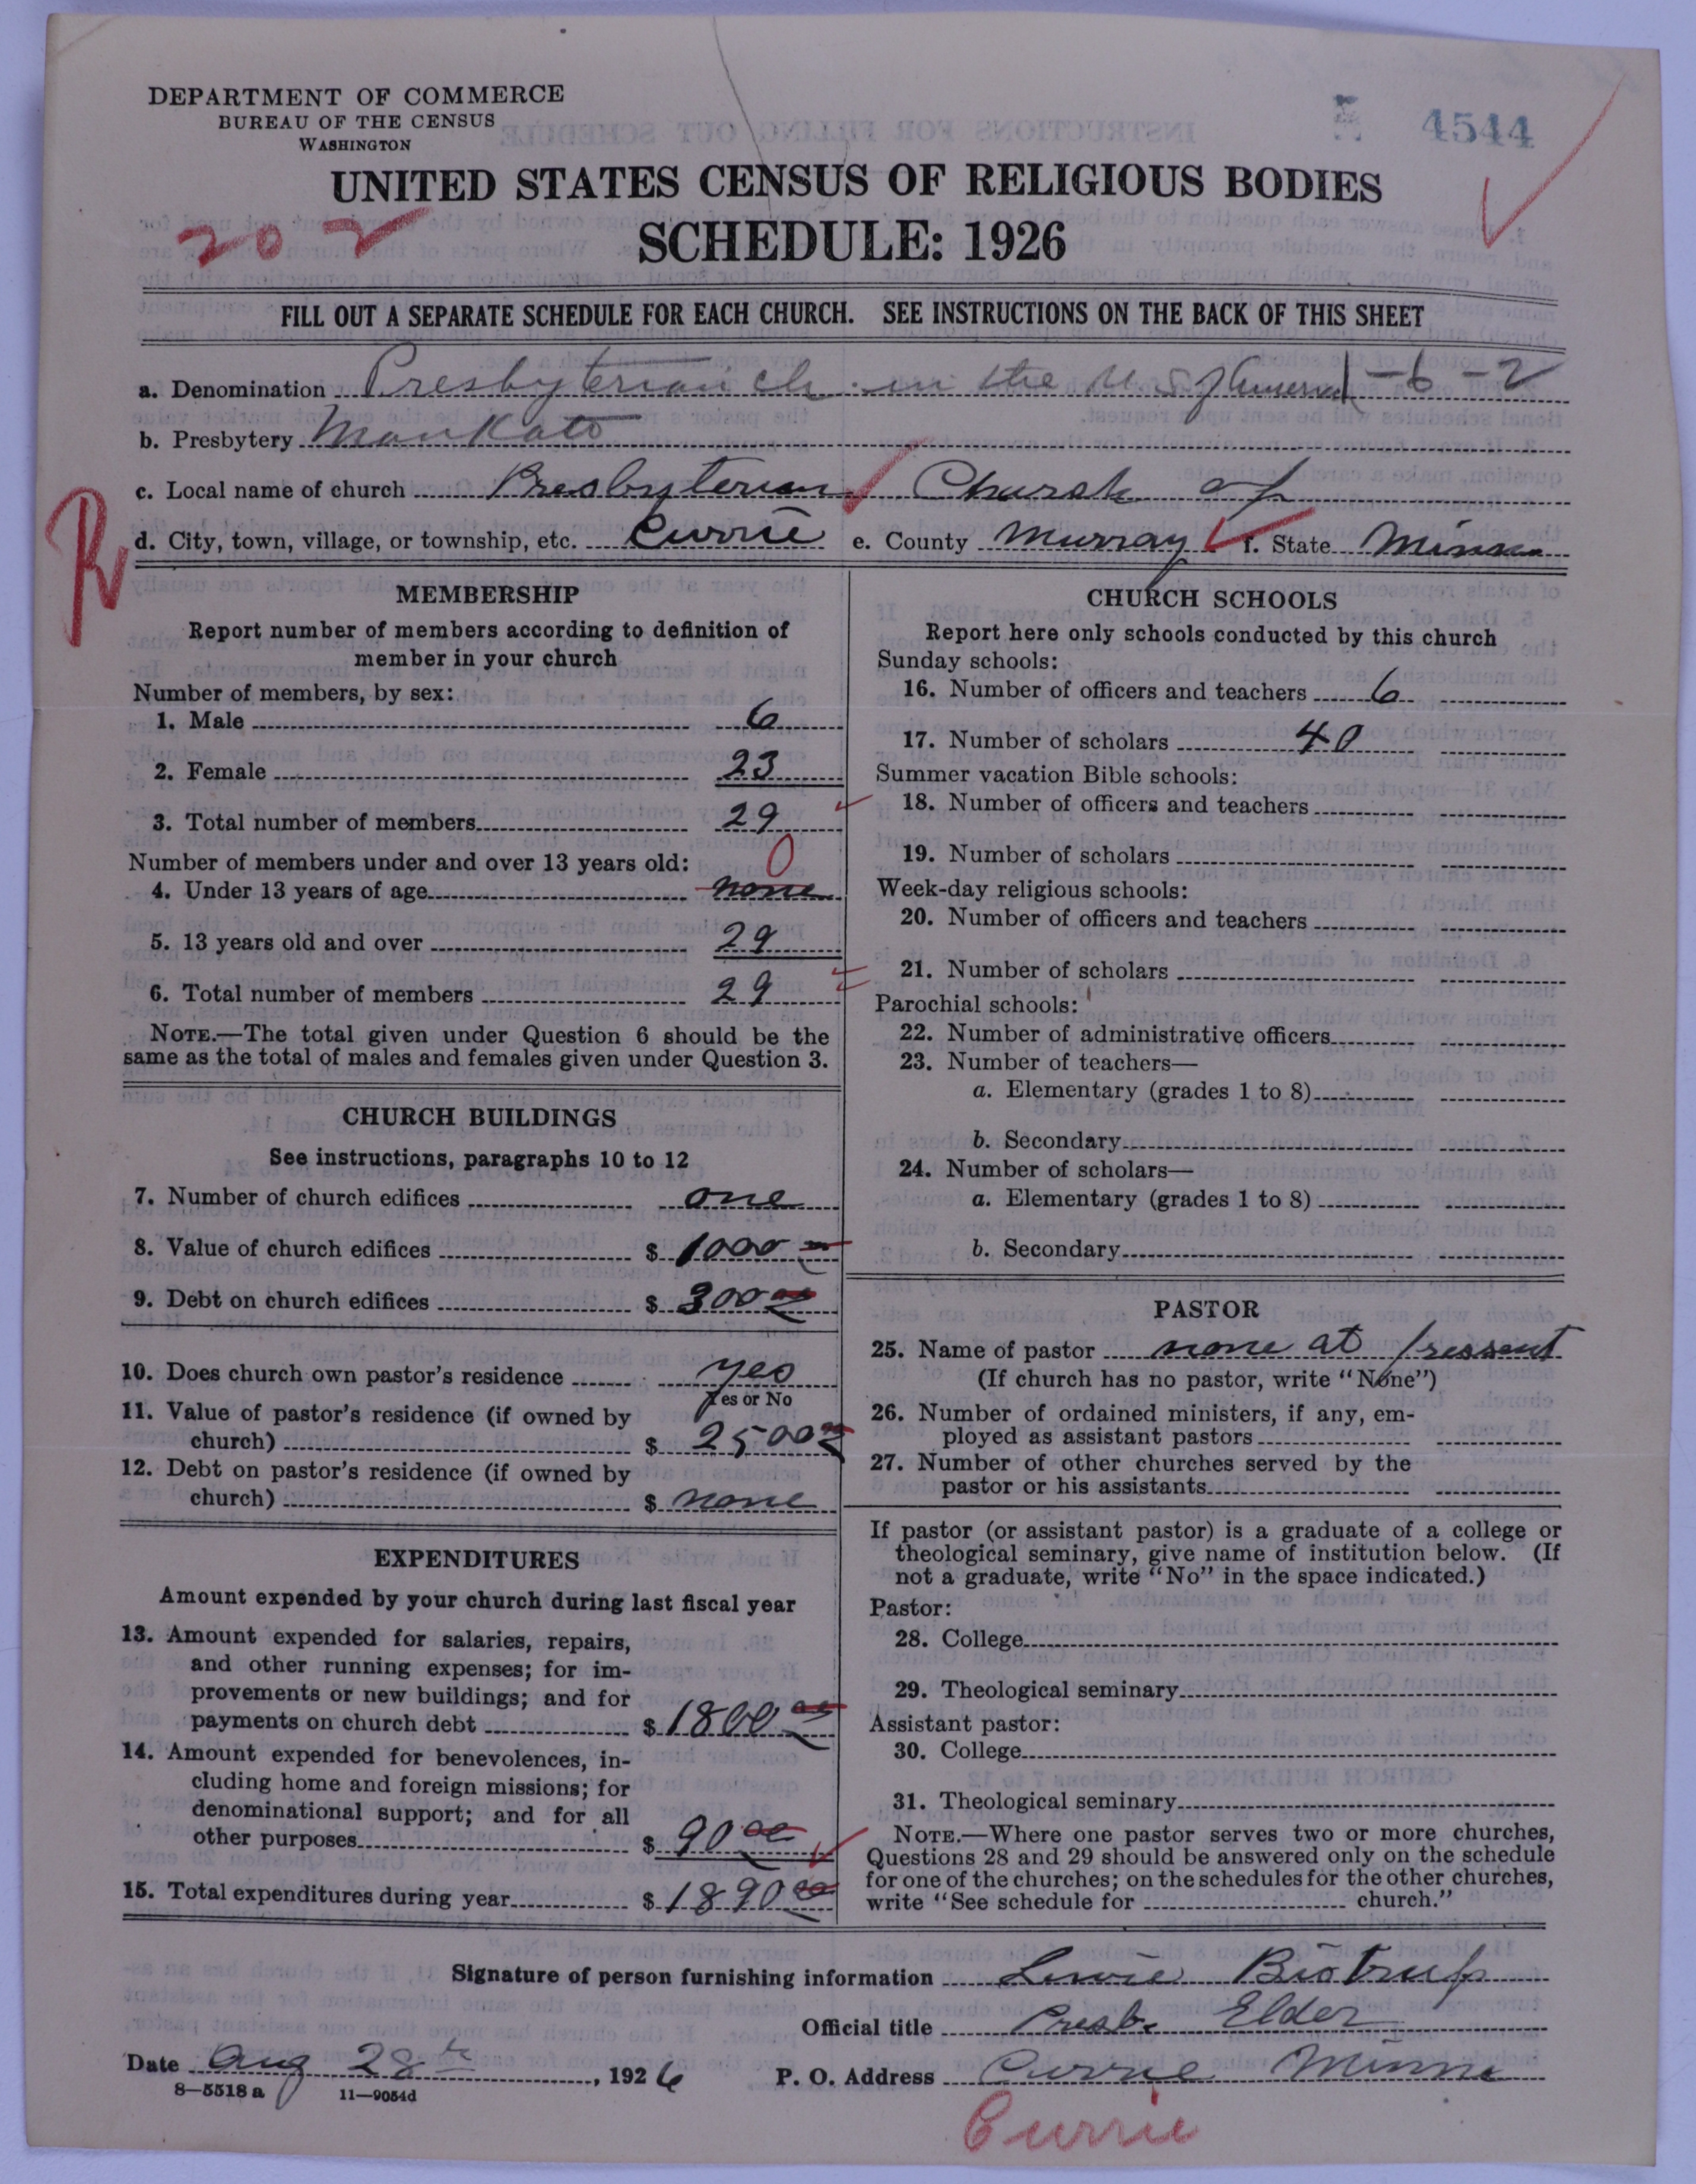 DEPARTMENT OF COMMERCE
BUREAU OF THE CENSUS
WASHINGTON
4544
UNITED STATES CENSUS OF RELIGIOUS BODIES
202
SCHEDULE: 1926
FILL OUT A SEPARATE SCHEDULE FOR EACH CHURCH. SEE INSTRUCTIONS ON THE BACK OF THIS SHEET
a. Denomination Presbyterian ch. in the U. S. of America 1-6-2
b. Presbytery Mankato
c. Local name of church Presbyterian Church of
R
d. City, town, village, or township, etc. Currie e. County Murray f. State Minn
MEMBERSHIP
Report number of members according to definition of
member in your church
Number of members, by sex:
1. Male 6
2. Female 23
3. Total number of members 29
Number of members under and over 13 years old: 0
4. Under 13 years of age none
5. 13 years old and over 29
6. Total number of members 29
NOTE.—The total given under Question 6 should be the
same as the total of males and females given under Question 3.
CHURCH BUILDINGS
See instructions, paragraphs 10 to 12
7. Number of church edifices one
8. Value of church edifices $ 1000 00
9. Debt on church edifices $ 300 00
10. Does church own pastor's residence yes
Yes or No
11. Value of pastor's residence (if owned by
church) $ 2500 00
12. Debt on pastor's residence (if owned by
church) $ none
EXPENDITURES
Amount expended by your church during last fiscal year
13. Amount expended for salaries, repairs,
and other running expenses; for im-
provements or new buildings; and for
payments on church debt $ 1800 00
14. Amount expended for benevolences, in-
cluding home and foreign missions; for
denominational support; and for all
other purposes $ 90 00
15. Total expenditures during year $ 1890 00
CHURCH SCHOOLS
Report here only schools conducted by this church
Sunday schools:
16. Number of officers and teachers 6
17. Number of scholars 40
Summer vacation Bible schools:
18. Number of officers and teachers
19. Number of scholars
Week-day religious schools:
20. Number of officers and teachers
21. Number of scholars
Parochial schools:
22. Number of administrative officers
23. Number of teachers—
a. Elementary (grades 1 to 8)
b. Secondary
24. Number of scholars—
a. Elementary (grades 1 to 8)
b. Secondary
PASTOR
25. Name of pastor none at pressent
(If church has no pastor, write "None")
26. Number of ordained ministers, if any, em-
ployed as assistant pastors
27. Number of other churches served by the
pastor or his assistants
If pastor (or assistant pastor) is a graduate of a college or
theological seminary, give name of institution below. (If
not a graduate, write "No" in the space indicated.)
Pastor:
28. College
29. Theological seminary
Assistant pastor:
30. College
31. Theological seminary
NOTE.—Where one pastor serves two or more churches,
Questions 28 and 29 should be answered only on the schedule
for one of the churches; on the schedules for the other churches,
write "See schedule for church."
Signature of person furnishing information Louie Bistrup
Official title Presb. Elder
Date Aug 28th, 1926 P. O. Address Currie Minn
8—5518 a 11—9054d
Currie